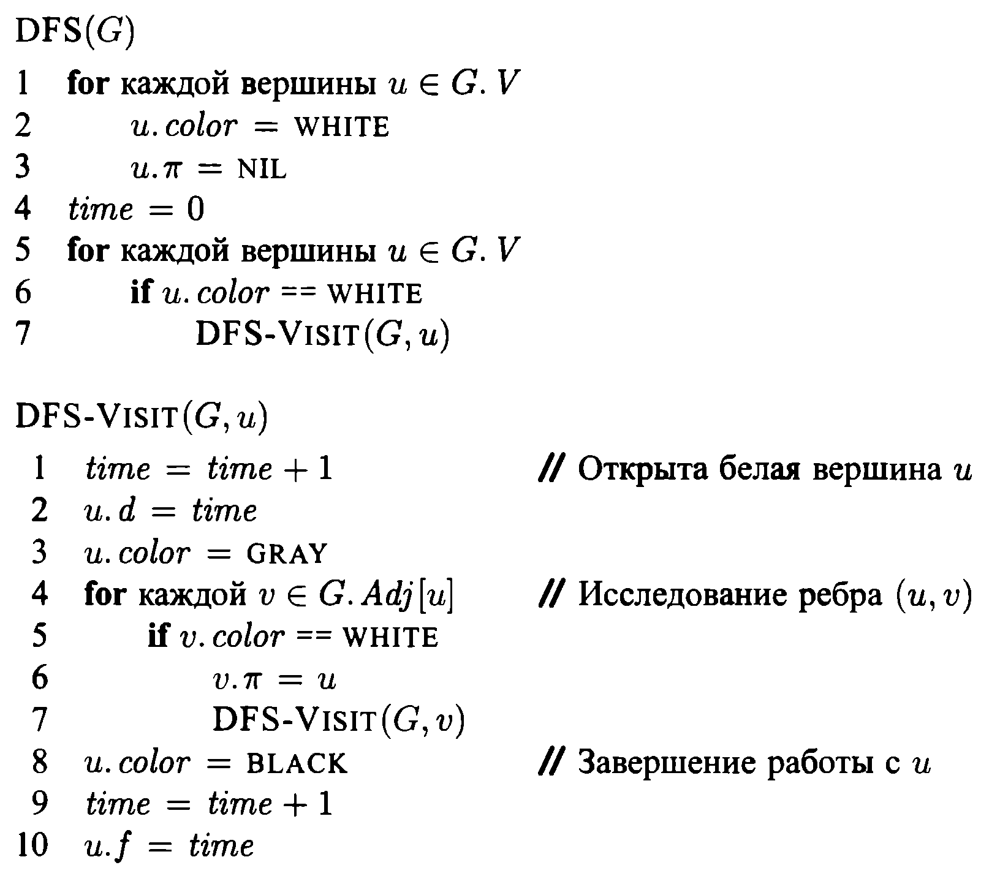 DFS(G)
1 for каждой вершины u ∈ G.V
2 u.color = WHITE
3 u.π = NIL
4 time = 0
5 for каждой вершины u ∈ G.V
6 if u.color == WHITE
7 DFS-VISIT(G, u)
DFS-VISIT(G, u)
1 time = time + 1 // Открыта белая вершина u
2 u.d = time
3 u.color = GRAY
4 for каждой v ∈ G.Adj[u] // Исследование ребра (u, v)
5 if v.color == WHITE
6 v.π = u
7 DFS-VISIT(G, v)
8 u.color = BLACK // Завершение работы с u
9 time = time + 1
10 u.f = time